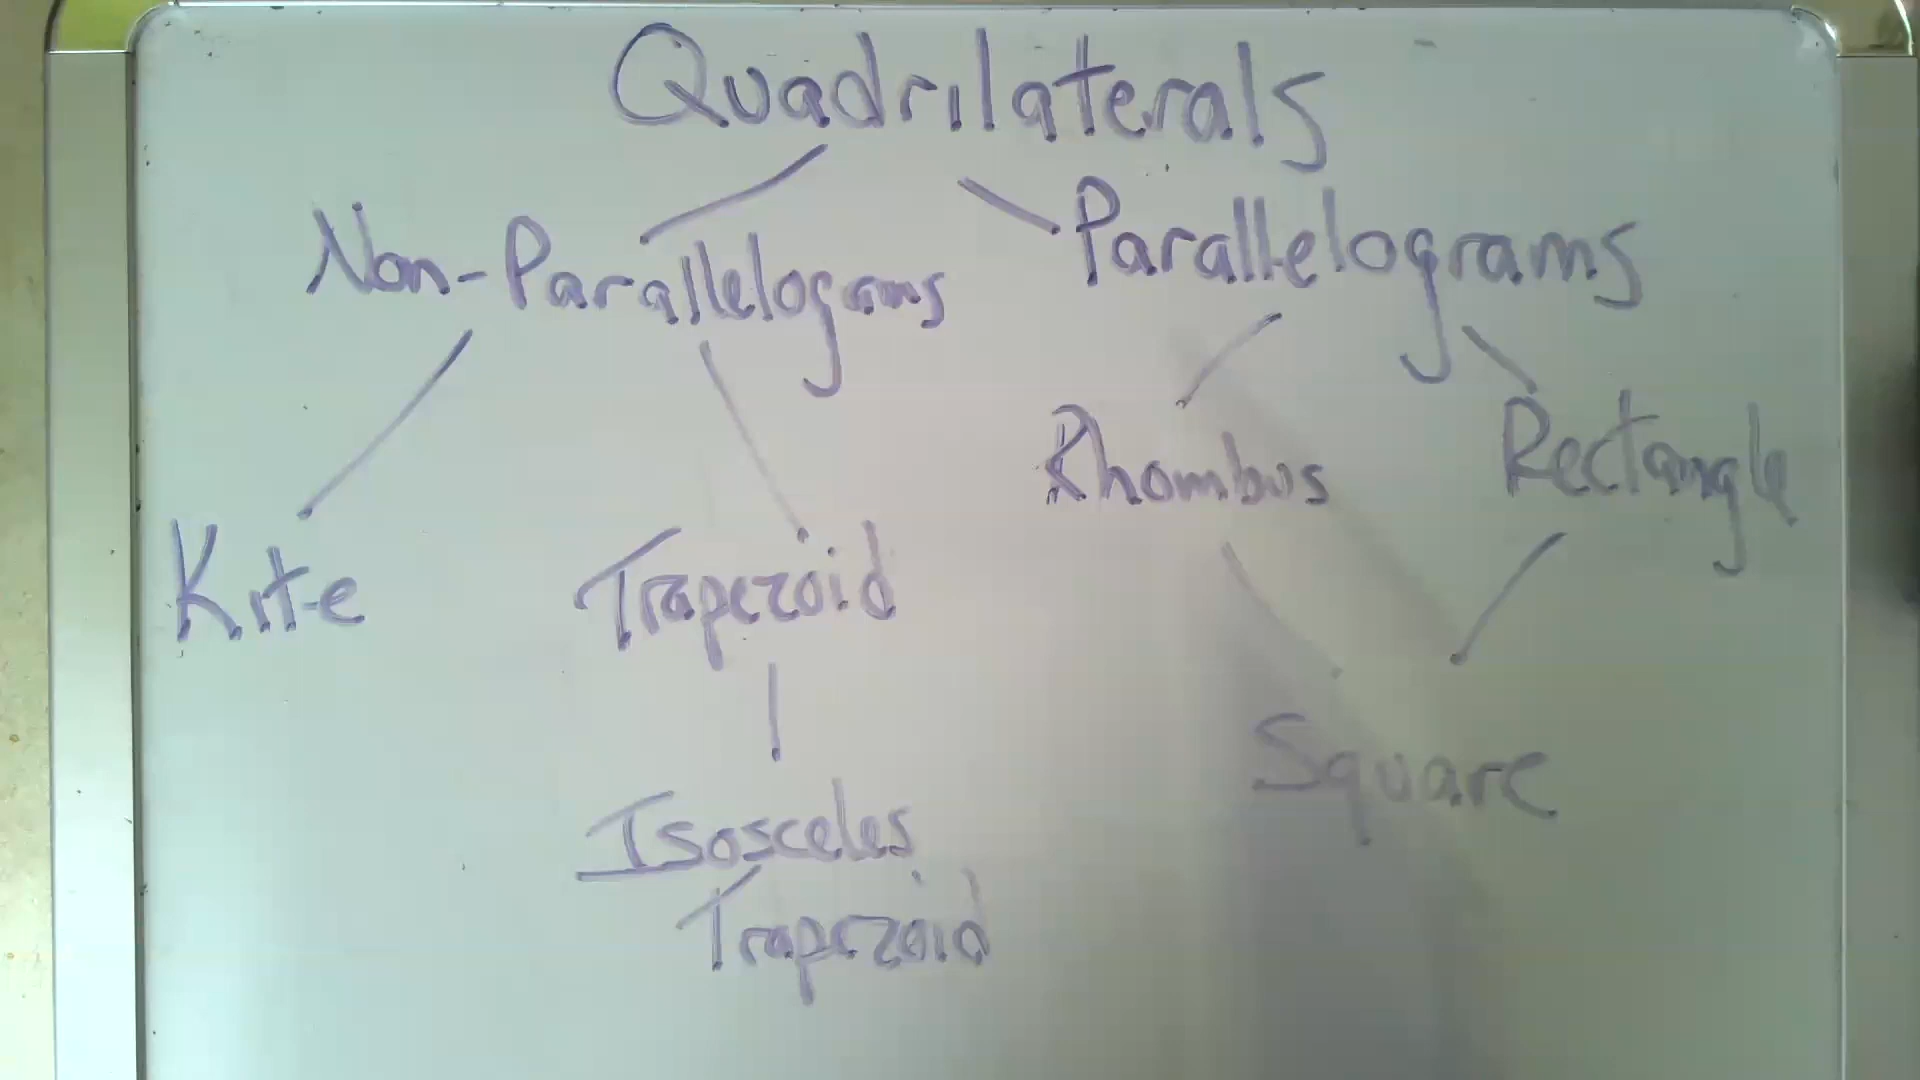 Quadrilaterals
Non-Parallelograms
Parallelograms
Rhombus
Rectangle
Kite
Trapezoid
Square
Isosceles
Trapezoid